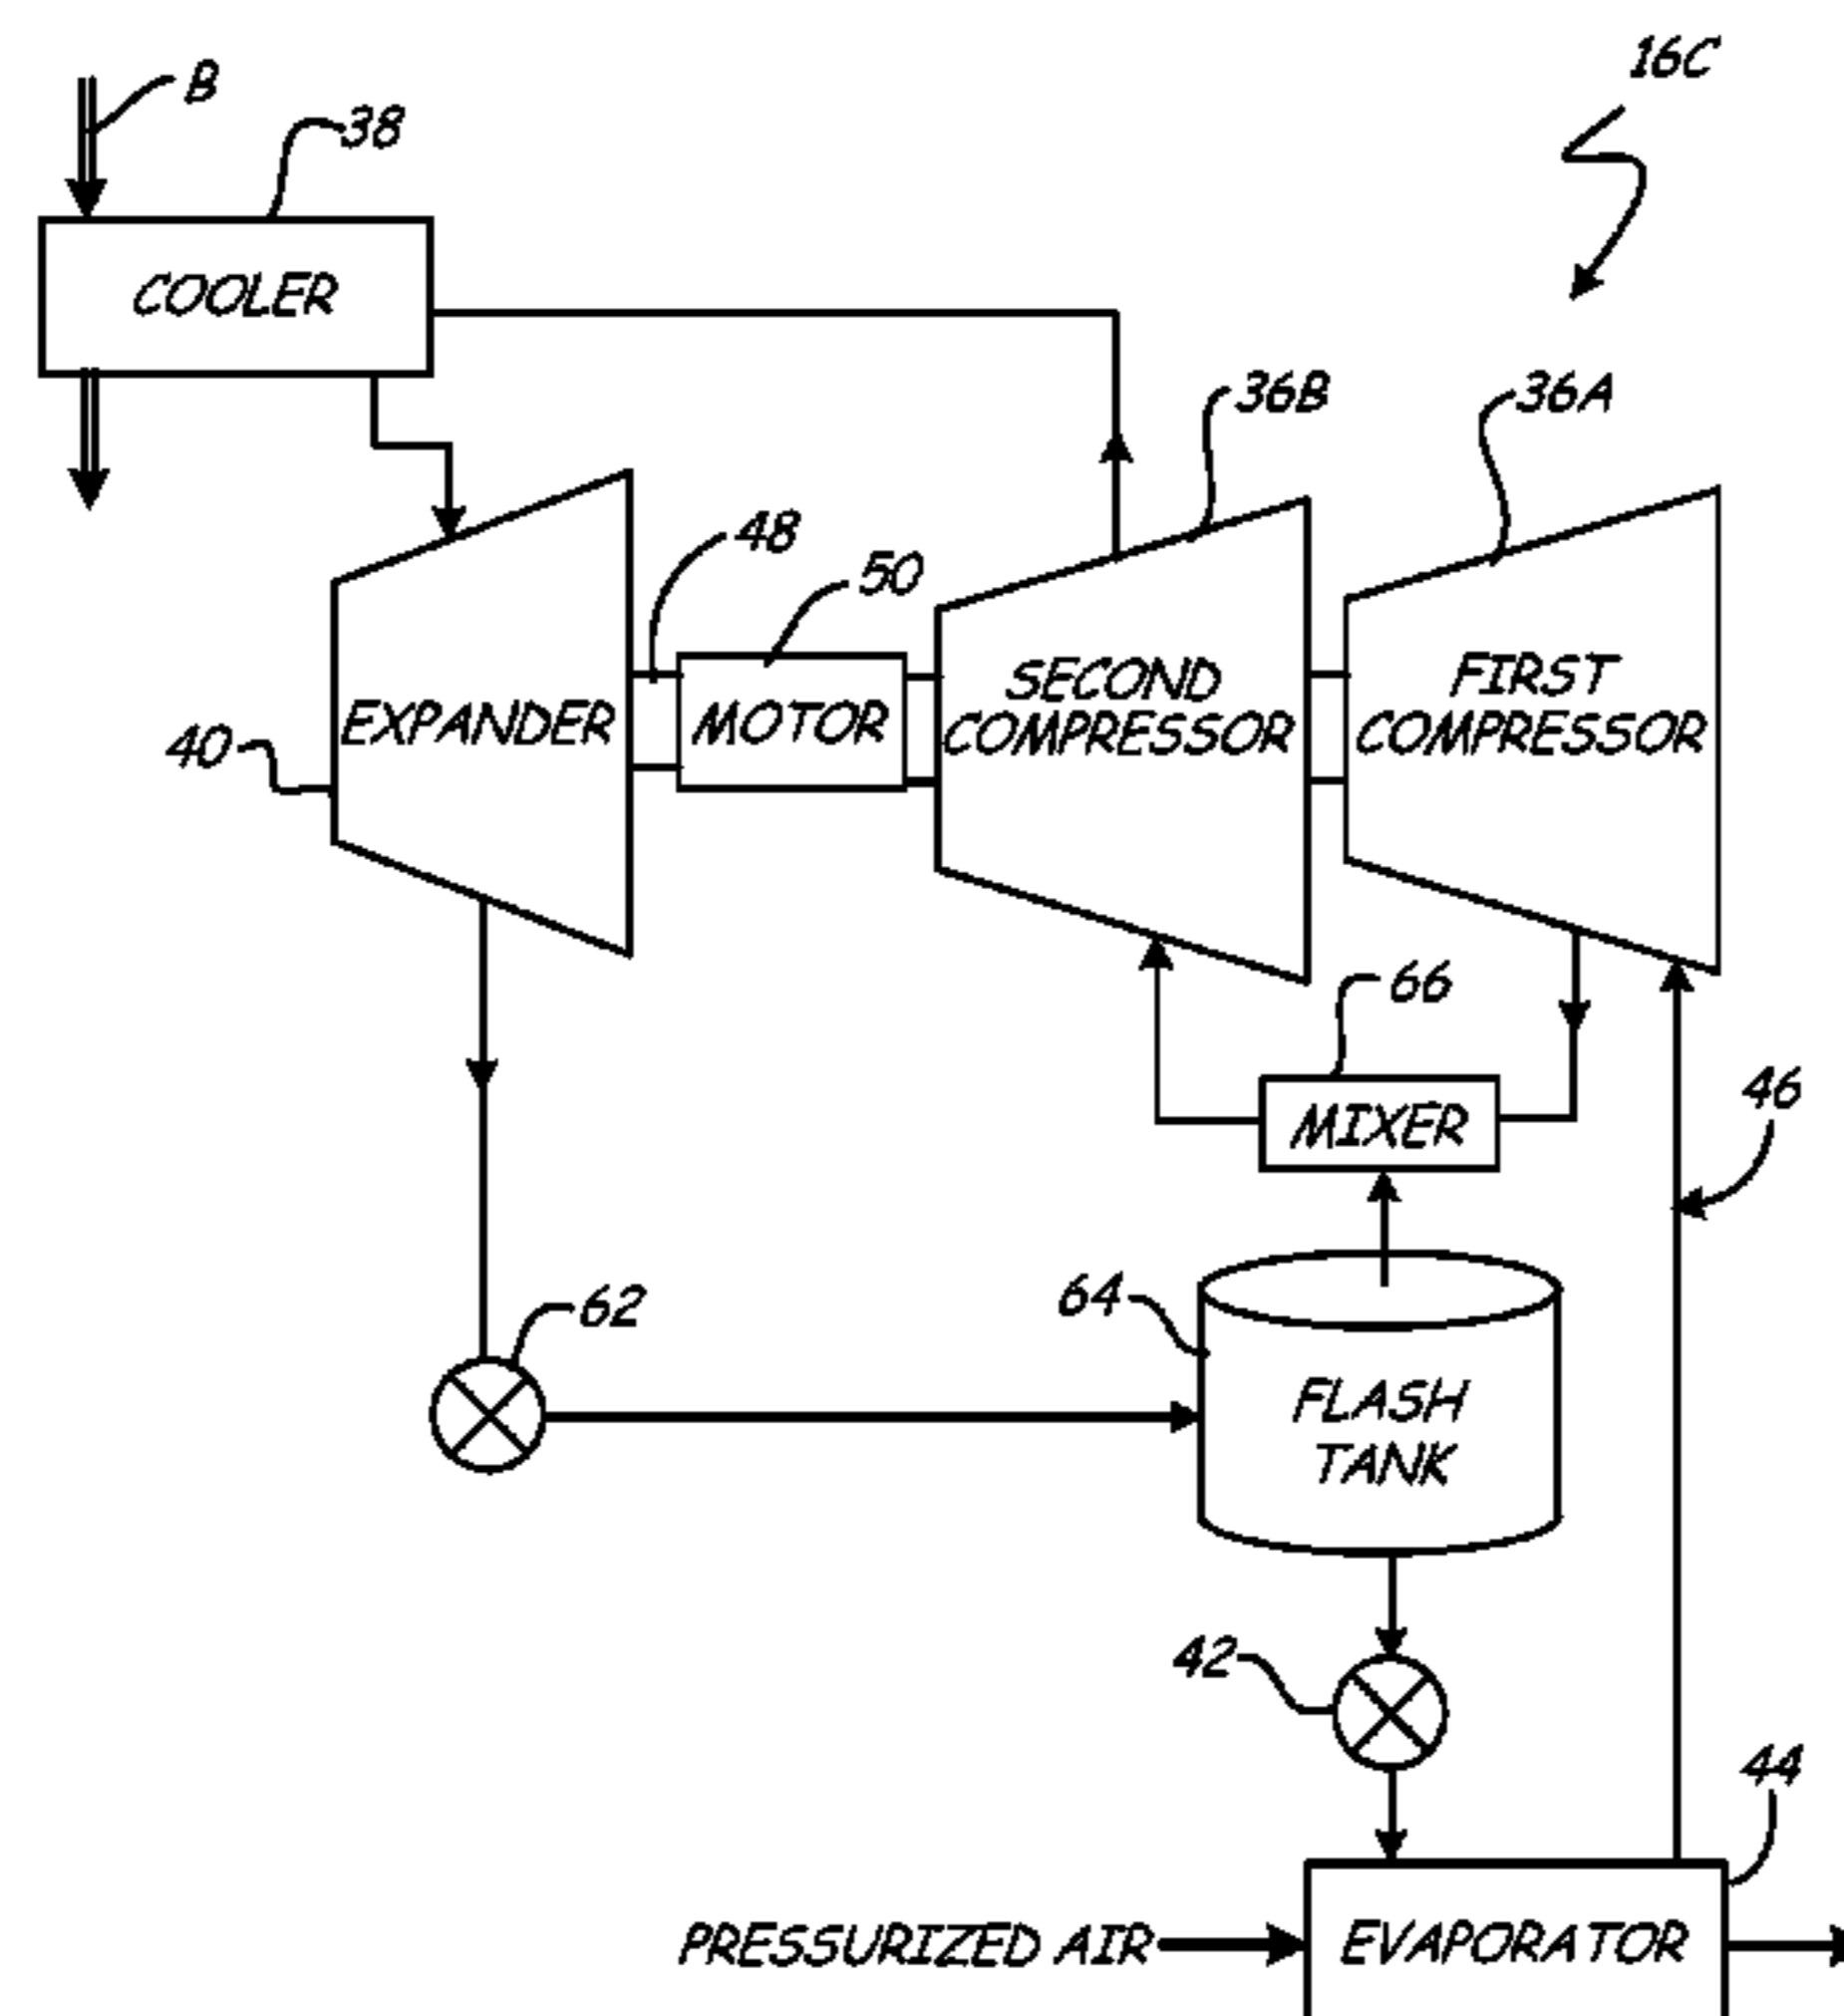 16C
B
38
COOLER
36B
36A
48
50
SECOND
COMPRESSOR
FIRST
COMPRESSOR
EXPANDER
MOTOR
40
66
MIXER
46
64
62
FLASH
TANK
42
44
PRESSURIZED AIR
EVAPORATOR